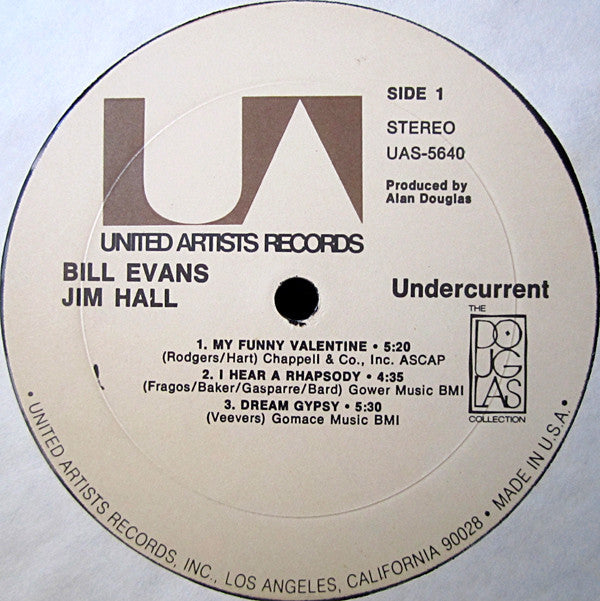 UA
SIDE 1
STEREO
UAS-5640
Produced by
Alan Douglas
UNITED ARTISTS RECORDS
BILL EVANS
JIM HALL
Undercurrent
THE
DO
UG
LAS
COLLECTION
1. MY FUNNY VALENTINE • 5:20
(Rodgers/Hart) Chappell & Co., Inc. ASCAP
2. I HEAR A RHAPSODY • 4:35
(Fragos/Baker/Gasparre/Bard) Gower Music BMI
3. DREAM GYPSY • 5:30
(Veevers) Gomace Music BMI
• UNITED ARTISTS RECORDS, INC., LOS ANGELES, CALIFORNIA 90028 • MADE IN U.S.A. •